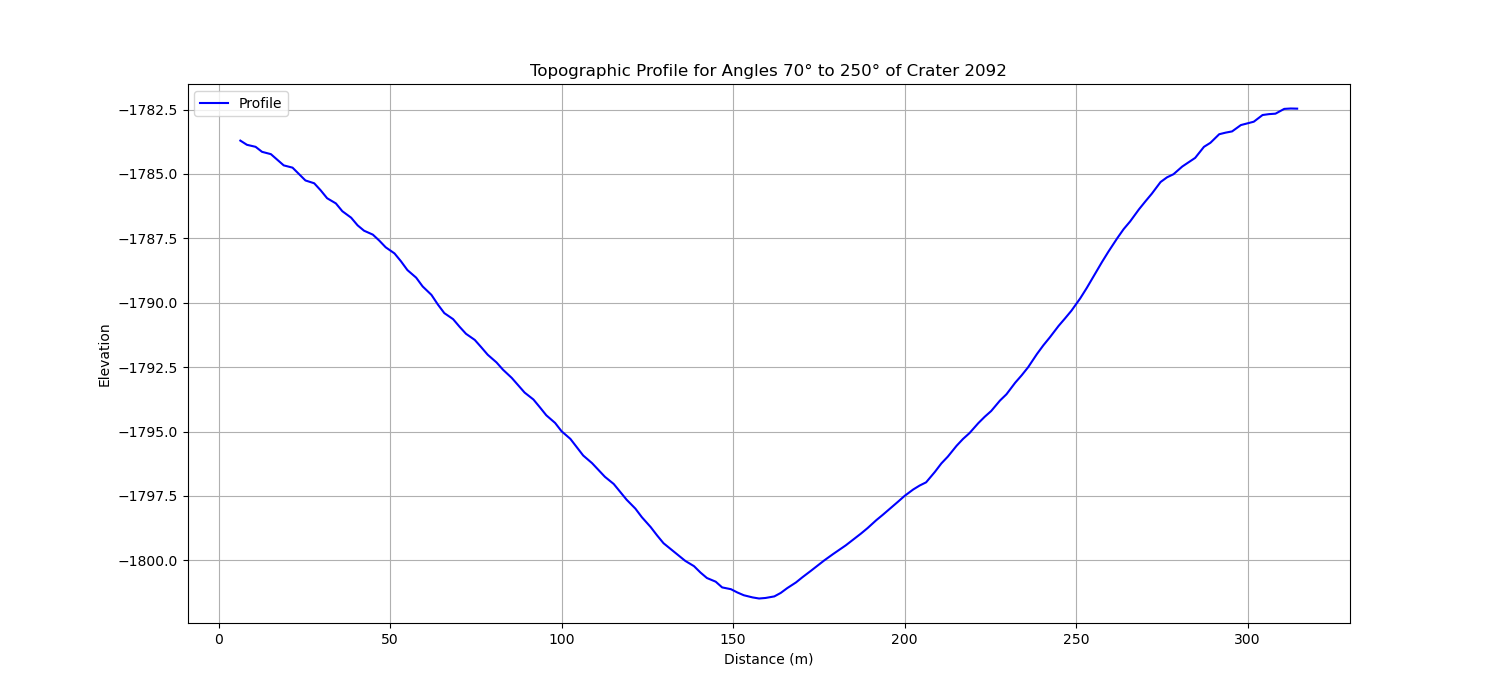 Topographic Profile for Angles 70° to 250° of Crater 2092
Profile
−1782.5
−1785.0
−1787.5
−1790.0
−1792.5
−1795.0
−1797.5
−1800.0
Elevation
0 50 100 150 200 250 300
Distance (m)